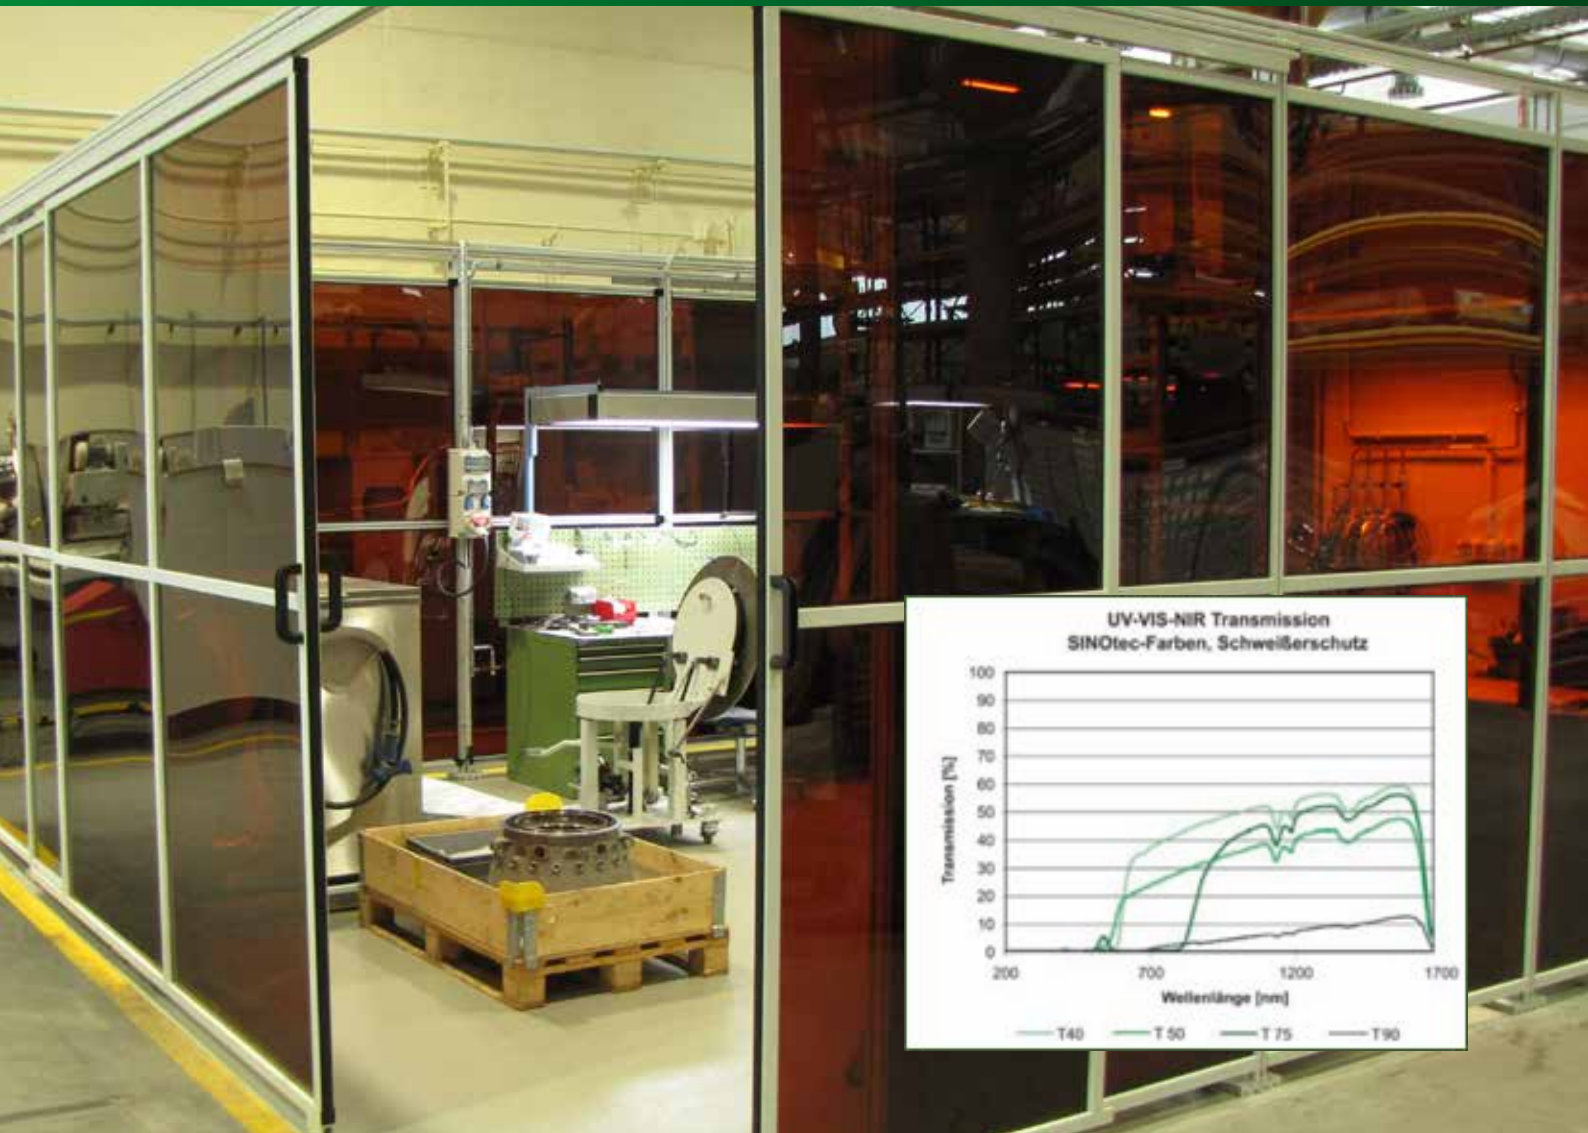 UV-VIS-NIR Transmission
SINOtec-Farben, Schweißerschutz
Transmission [%]
100
90
80
70
60
50
40
30
20
10
0
200 700 1200 1700
Wellenlänge [nm]
T40 T 50 T 75 T90